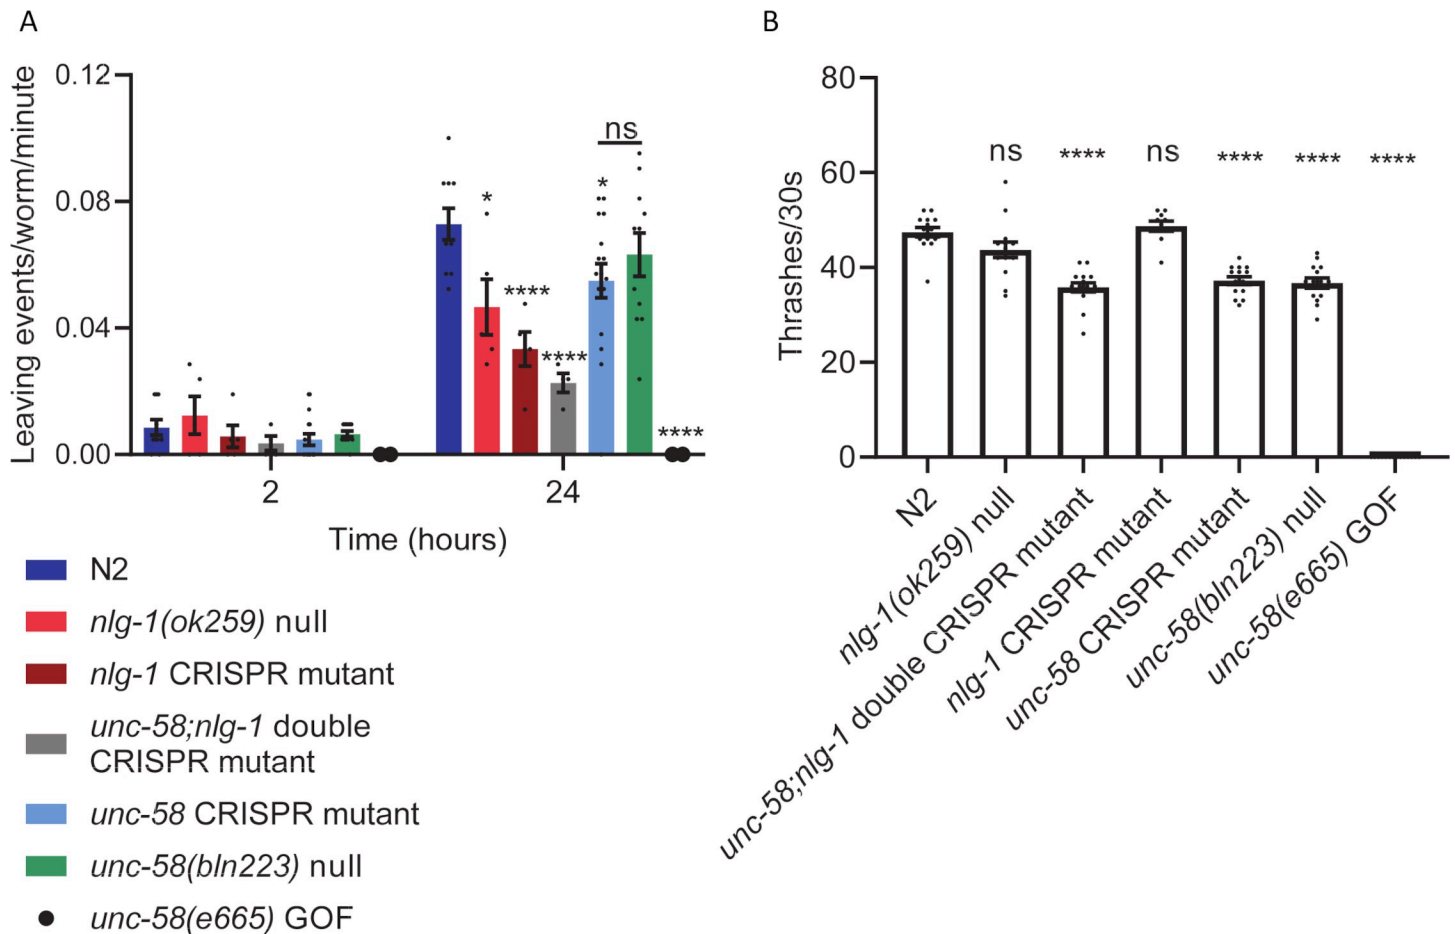 A
B
Leaving events/worm/minute
0.12
0.08
0.04
0.00
*
****
****
*
ns
****
2
24
Time (hours)
N2
nlg-1(ok259) null
nlg-1 CRISPR mutant
unc-58;nlg-1 double
CRISPR mutant
unc-58 CRISPR mutant
unc-58(bln223) null
unc-58(e665) GOF
Thrashes/30s
80
60
40
20
0
ns
****
ns
****
****
****
N2
nlg-1(ok259) null
unc-58;nlg-1 double CRISPR mutant
nlg-1 CRISPR mutant
unc-58 CRISPR mutant
unc-58(bln223) null
unc-58(e665) GOF